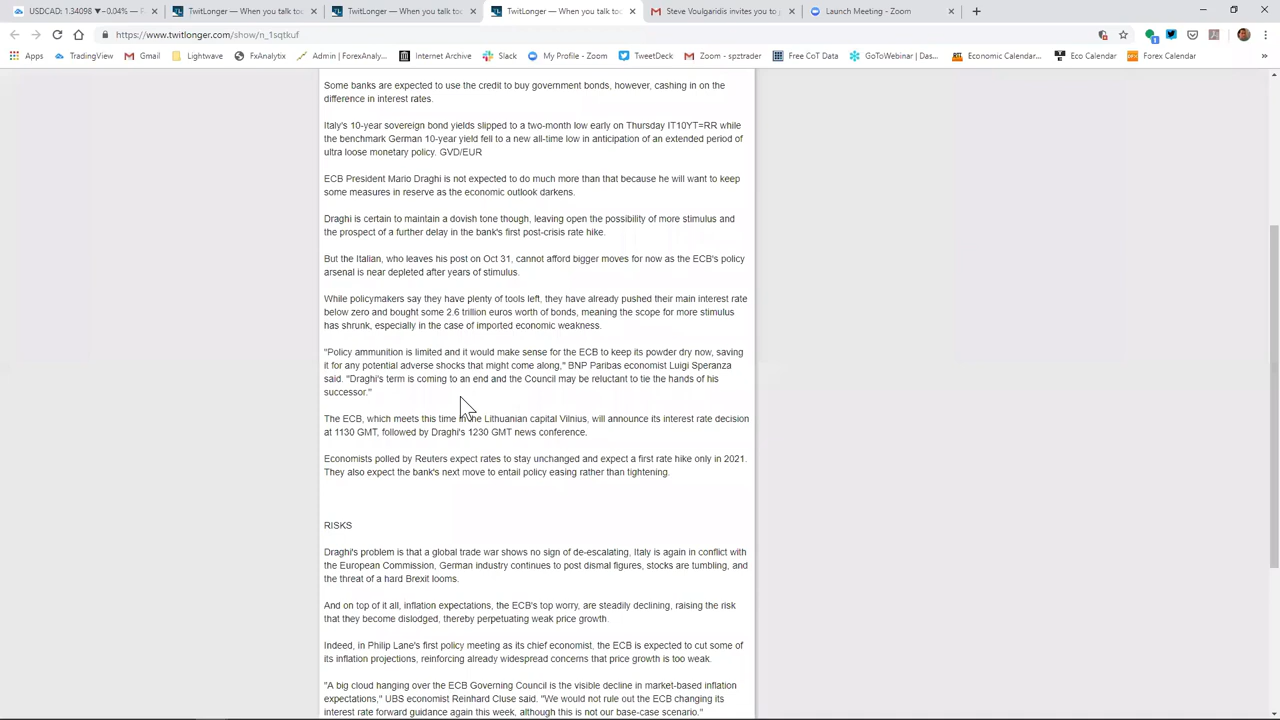 USDCAD: 1.34098 ▼−0.04% — F
TwitLonger — When you talk too
TwitLonger — When you talk too
TwitLonger — When you talk too
Steve Voulgaridis invites you to j
Launch Meeting - Zoom
https://www.twitlonger.com/show/n_1sqtkuf
Apps TradingView Gmail Lightwave FxAnalytix Admin | ForexAnaly... Internet Archive Slack My Profile - Zoom TweetDeck Zoom - spztrader Free CoT Data GoToWebinar | Das... Economic Calendar... Eco Calendar Forex Calendar »
Some banks are expected to use the credit to buy government bonds, however, cashing in on the
difference in interest rates.
Italy's 10-year sovereign bond yields slipped to a two-month low early on Thursday IT10YT=RR while
the benchmark German 10-year yield fell to a new all-time low in anticipation of an extended period of
ultra loose monetary policy. GVD/EUR
ECB President Mario Draghi is not expected to do much more than that because he will want to keep
some measures in reserve as the economic outlook darkens.
Draghi is certain to maintain a dovish tone though, leaving open the possibility of more stimulus and
the prospect of a further delay in the bank's first post-crisis rate hike.
But the Italian, who leaves his post on Oct 31, cannot afford bigger moves for now as the ECB's policy
arsenal is near depleted after years of stimulus.
While policymakers say they have plenty of tools left, they have already pushed their main interest rate
below zero and bought some 2.6 trillion euros worth of bonds, meaning the scope for more stimulus
has shrunk, especially in the case of imported economic weakness.
"Policy ammunition is limited and it would make sense for the ECB to keep its powder dry now, saving
it for any potential adverse shocks that might come along," BNP Paribas economist Luigi Speranza
said. "Draghi's term is coming to an end and the Council may be reluctant to tie the hands of his
successor."
The ECB, which meets this time in the Lithuanian capital Vilnius, will announce its interest rate decision
at 1130 GMT, followed by Draghi's 1230 GMT news conference.
Economists polled by Reuters expect rates to stay unchanged and expect a first rate hike only in 2021.
They also expect the bank's next move to entail policy easing rather than tightening.
RISKS
Draghi's problem is that a global trade war shows no sign of de-escalating, Italy is again in conflict with
the European Commission, German industry continues to post dismal figures, stocks are tumbling, and
the threat of a hard Brexit looms.
And on top of it all, inflation expectations, the ECB's top worry, are steadily declining, raising the risk
that they become dislodged, thereby perpetuating weak price growth.
Indeed, in Philip Lane's first policy meeting as its chief economist, the ECB is expected to cut some of
its inflation projections, reinforcing already widespread concerns that price growth is too weak.
"A big cloud hanging over the ECB Governing Council is the visible decline in market-based inflation
expectations," UBS economist Reinhard Cluse said. "We would not rule out the ECB changing its
interest rate forward guidance again this week, although this is not our base-case scenario."